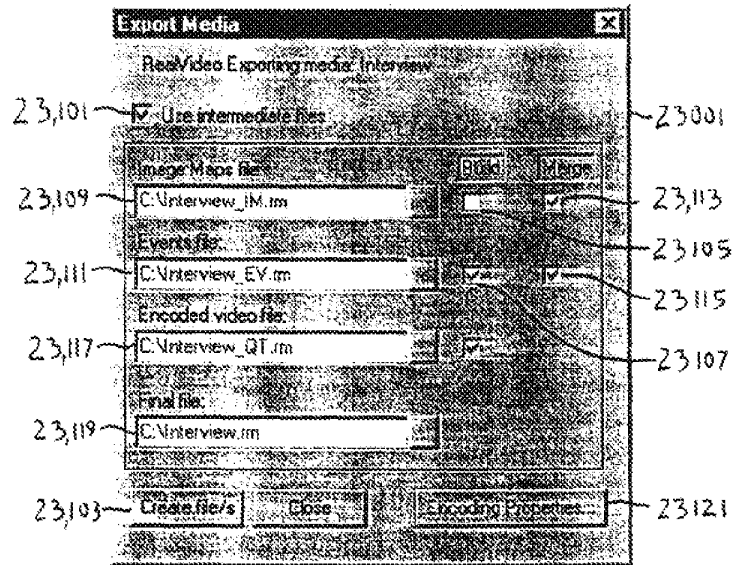 Export Media
RealVideo Exporting media: Interview
23,101 Use intermediate files 23001
Image Maps file: Build Merge
23,109 C:\Interview_IM.rm 23,113
23105
Events file:
23,111 C:\Interview_EV.rm 23115
Encoded video file:
23,117 C:\Interview_QT.rm 23107
Final file:
23,119 C:\Interview.rm
23,103 Create file/s Close Encoding Properties... 23121